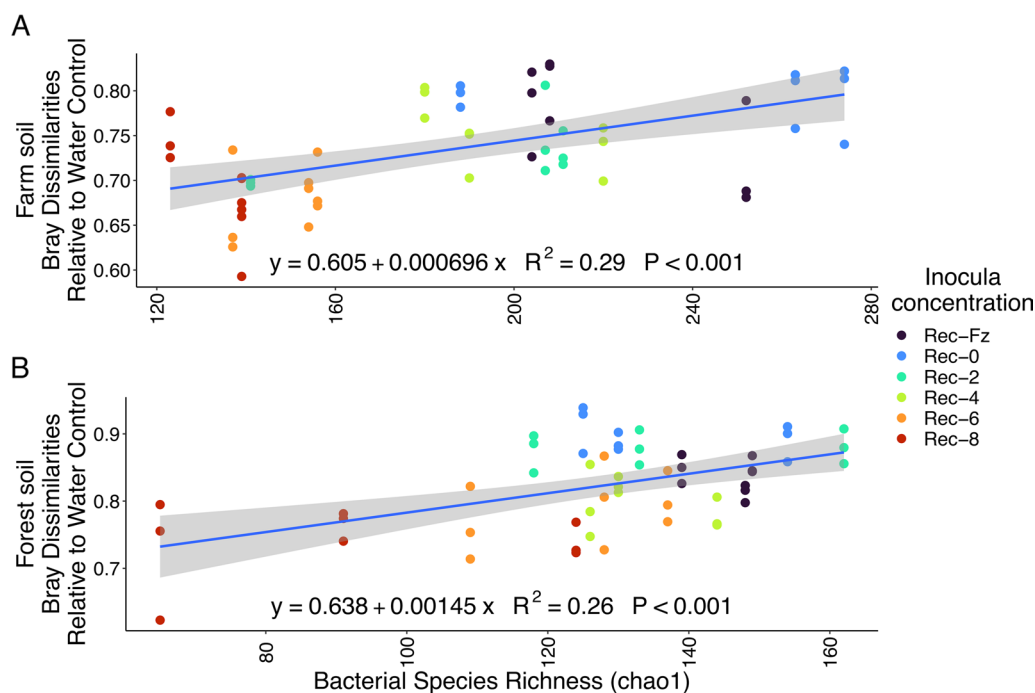 A
Farm soil
Bray Dissimilarities
Relative to Water Control
0.80
0.75
0.70
0.65
0.60
y = 0.605 + 0.000696 x R² = 0.29 P < 0.001
120
160
200
240
280
B
Forest soil
Bray Dissimilarities
Relative to Water Control
0.9
0.8
0.7
y = 0.638 + 0.00145 x R² = 0.26 P < 0.001
80
100
120
140
160
Bacterial Species Richness (chao1)
Inocula
concentration
Rec−Fz
Rec−0
Rec−2
Rec−4
Rec−6
Rec−8